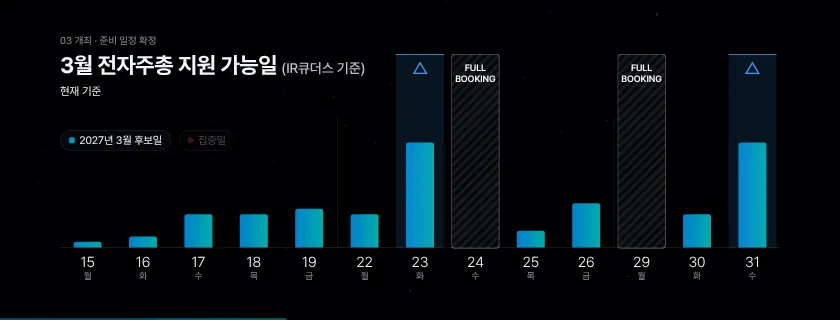 03 개최 · 준비 일정 확정
3월 전자주총 지원 가능일 (IR큐더스 기준)
현재 기준
2027년 3월 후보일 집중일
△ FULL BOOKING FULL BOOKING △
15 16 17 18 19 22 23 24 25 26 29 30 31
월 화 수 목 금 월 화 수 목 금 월 화 수